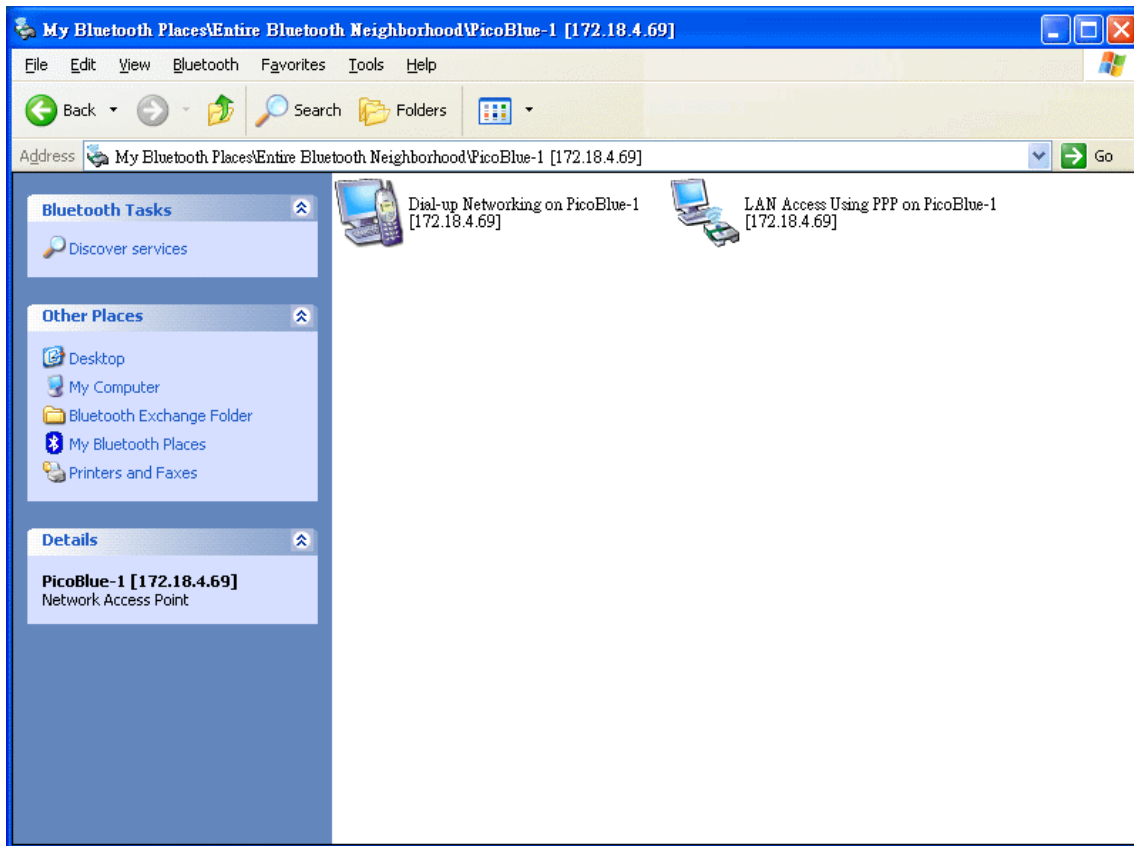 My Bluetooth Places\Entire Bluetooth Neighborhood\PicoBlue-1 [172.18.4.69]
File Edit View Bluetooth Favorites Tools Help
Back Search Folders
Address My Bluetooth Places\Entire Bluetooth Neighborhood\PicoBlue-1 [172.18.4.69] Go
Bluetooth Tasks
Discover services
Other Places
Desktop
My Computer
Bluetooth Exchange Folder
My Bluetooth Places
Printers and Faxes
Details
PicoBlue-1 [172.18.4.69]
Network Access Point
Dial-up Networking on PicoBlue-1
[172.18.4.69]
LAN Access Using PPP on PicoBlue-1
[172.18.4.69]